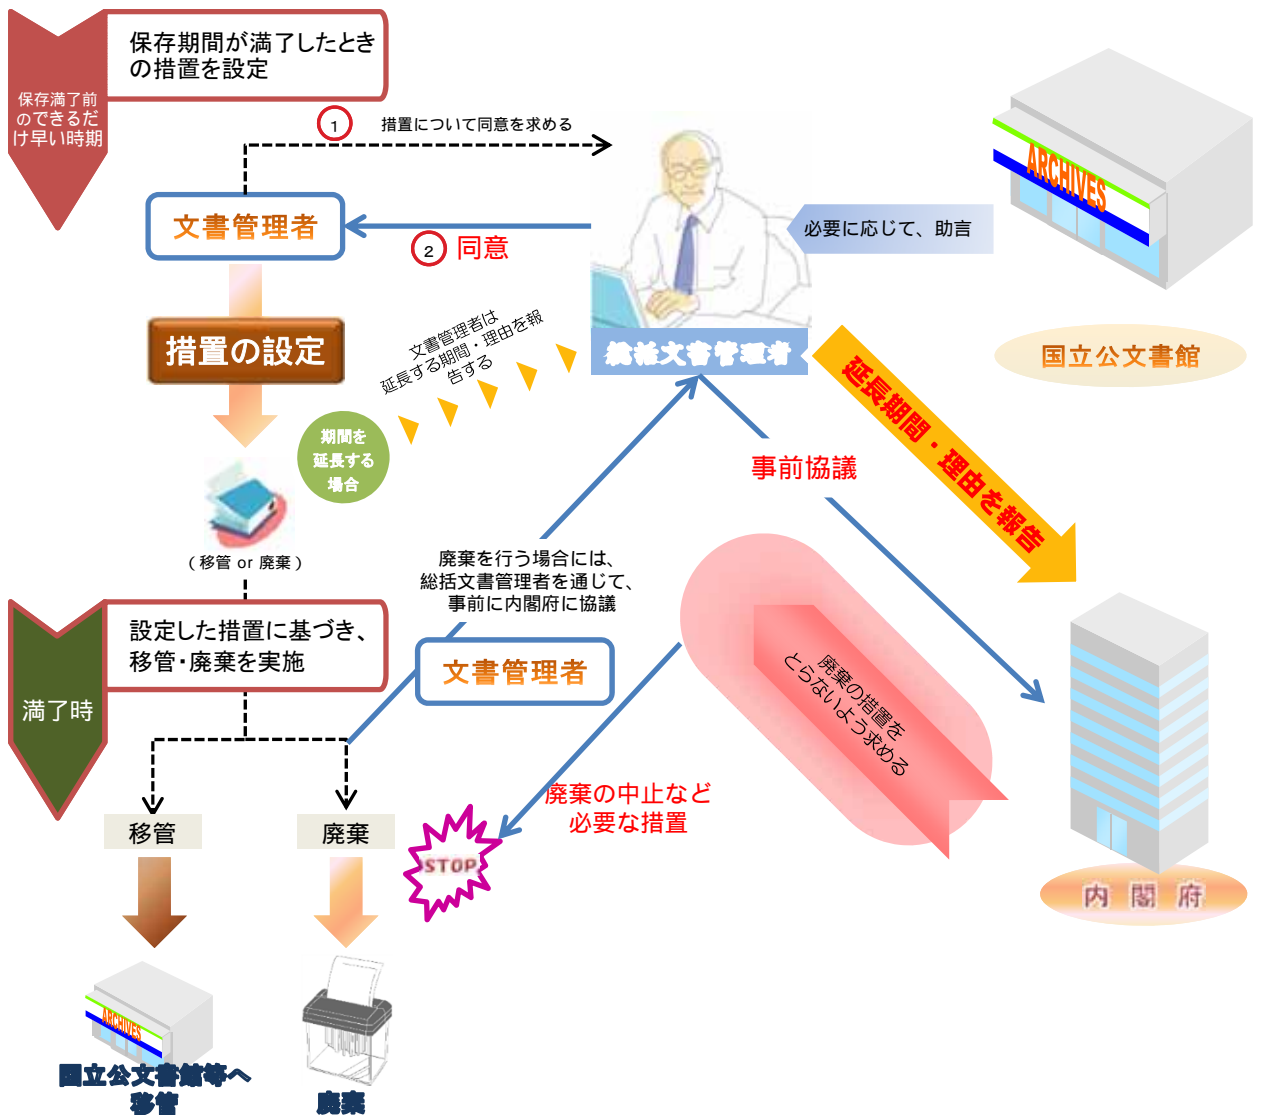 保存期間が満了したとき
の措置を設定
保存満了前
のできるだ
け早い時期
1
措置について同意を求める
文書管理者
2
同意
必要に応じて、助言
ARCHIVES
国立公文書館
総括文書管理者
措置の設定
文書管理者は
延長する期間・理由を報
告する
期間を
延長する
場合
延長期間・理由を報告
事前協議
(移管 or 廃棄)
廃棄を行う場合には、
総括文書管理者を通じて、
事前に内閣府に協議
設定した措置に基づき、
移管・廃棄を実施
満了時
文書管理者
廃棄の措置を
とらないよう求める
廃棄の中止など
必要な措置
STOP
移管
廃棄
内閣府
ARCHIVES
国立公文書館等へ
移管
廃棄